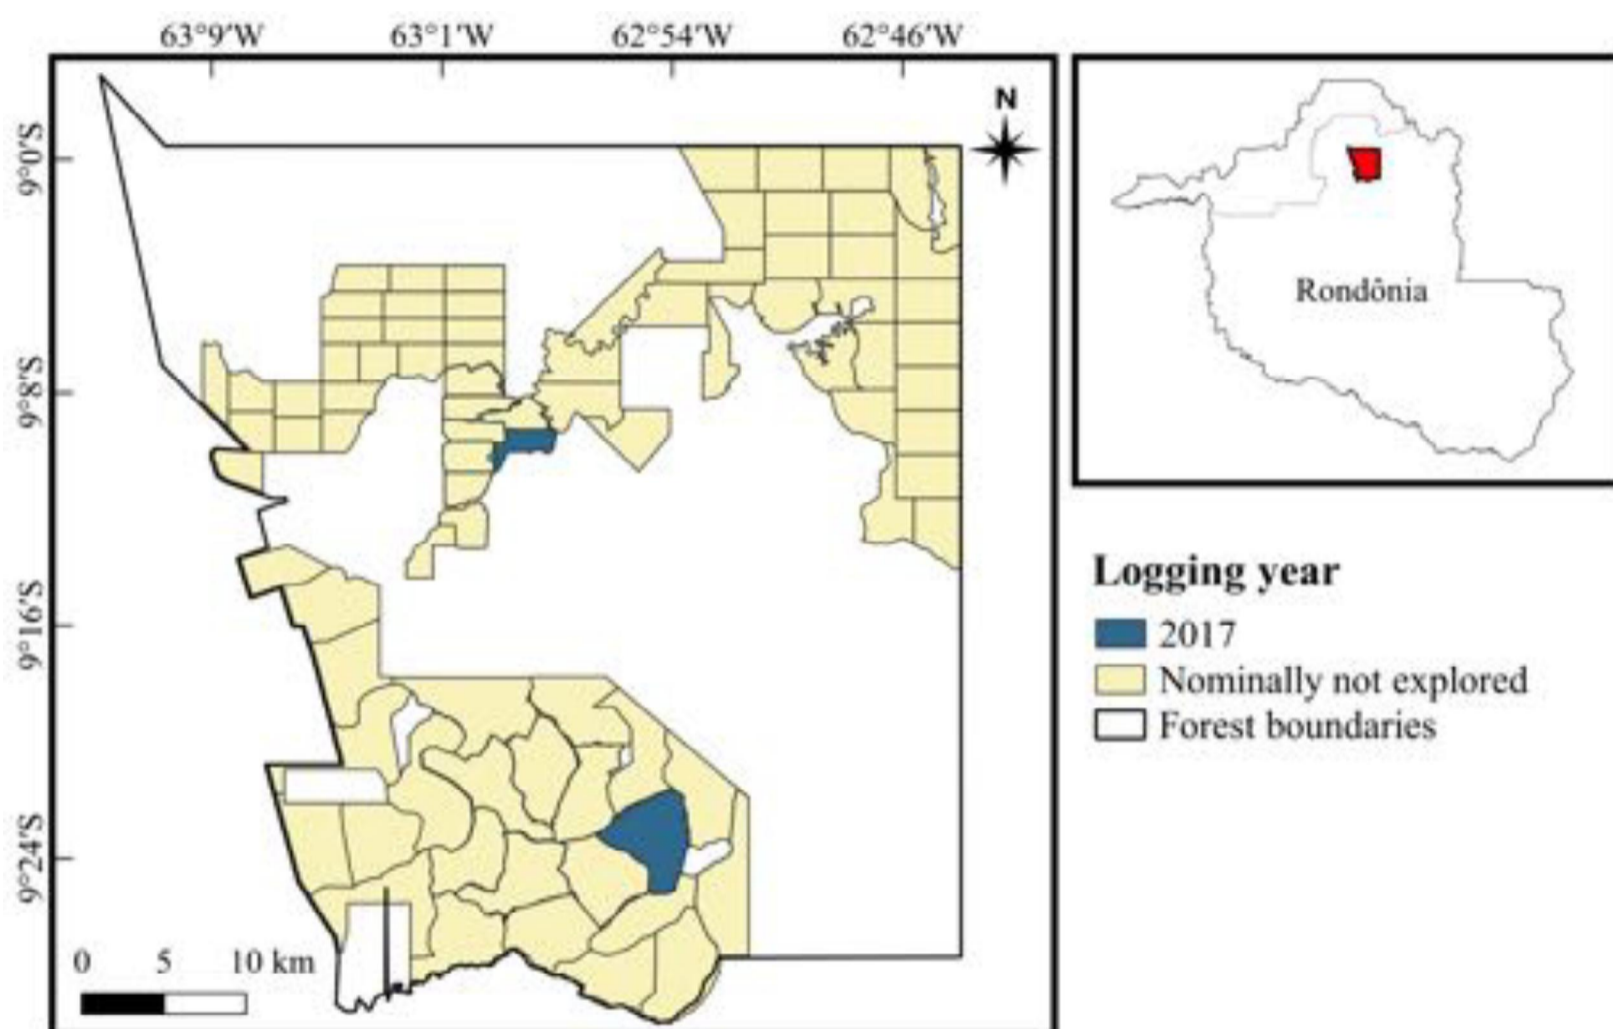 63°9'W 63°1'W 62°54'W 62°46'W
N
9°0'S
9°8'S
9°16'S
9°24'S
0 5 10 km
Rondônia
Logging year
2017
Nominally not explored
Forest boundaries